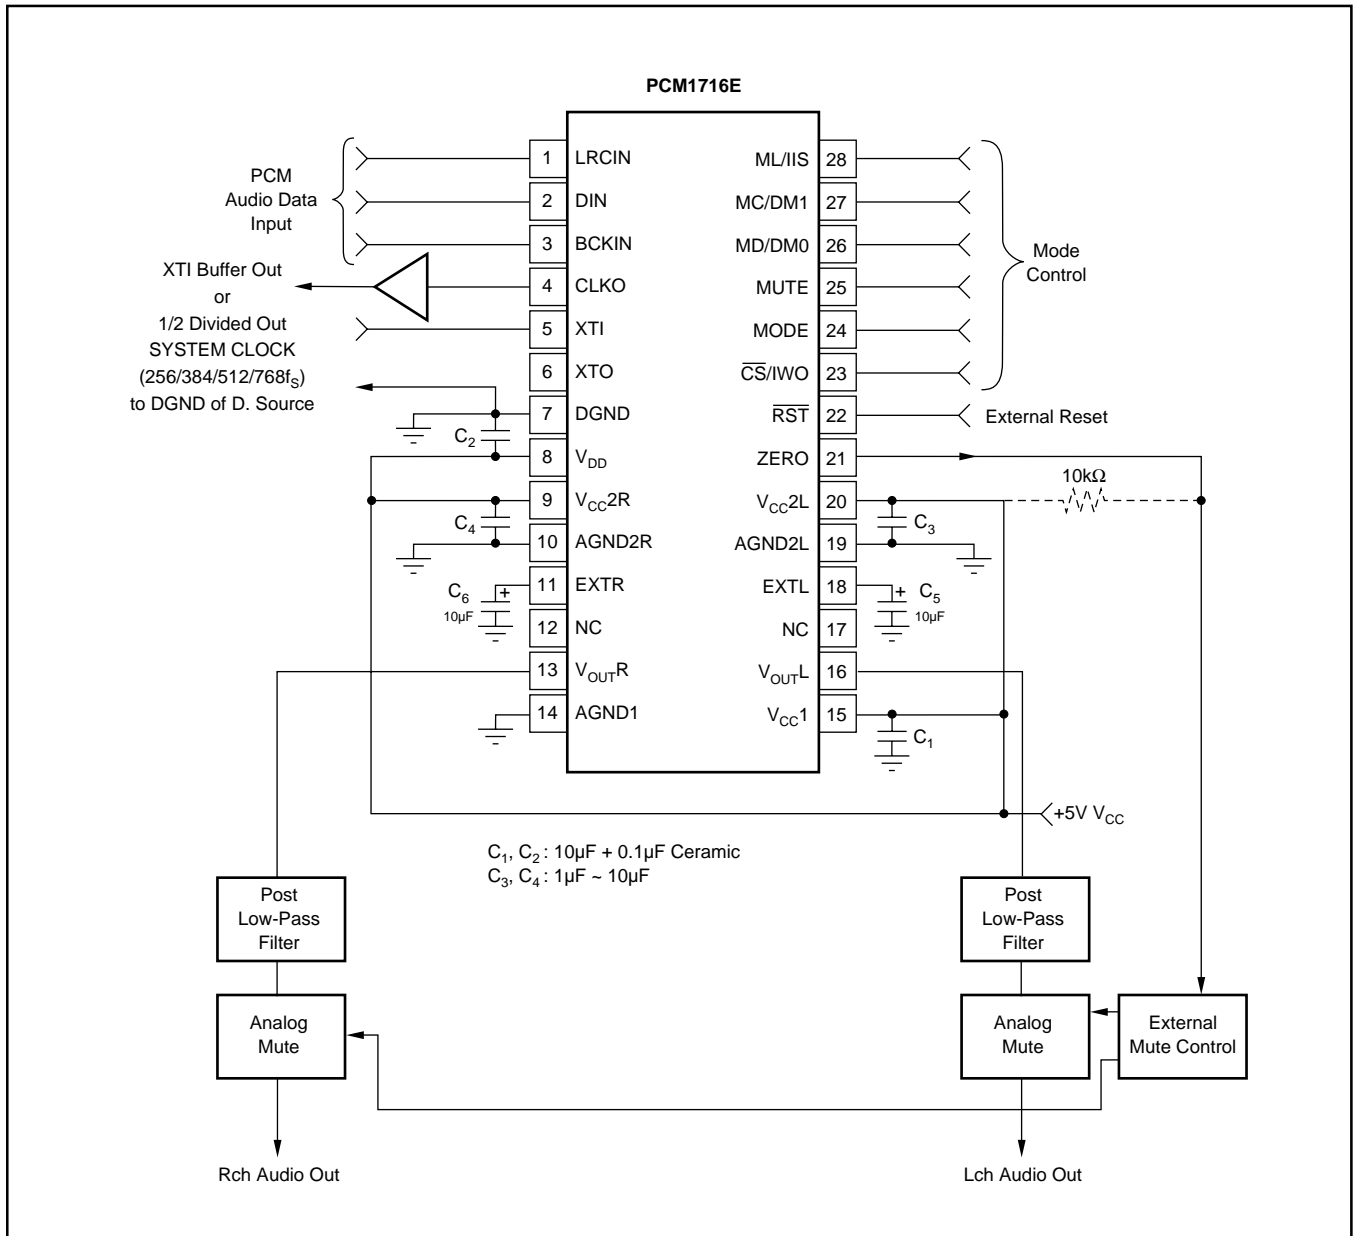 PCM1716E
PCM
Audio Data
Input
XTI Buffer Out
or
1/2 Divided Out
SYSTEM CLOCK
(256/384/512/768fS)
to DGND of D. Source
1 LRCIN
2 DIN
3 BCKIN
4 CLKO
5 XTI
6 XTO
7 DGND
C2
8 VDD
9 VCC2R
C4
10 AGND2R
11 EXTR
C6 +
10µF
12 NC
13 VOUTR
14 AGND1
ML/IIS 28
MC/DM1 27
MD/DM0 26
MUTE 25
MODE 24
C̅S̅/IWO 23
Mode
Control
R̅S̅T̅ 22 External Reset
ZERO 21
10kΩ
VCC2L 20
C3
AGND2L 19
EXTL 18
+ C5
10µF
NC 17
VOUTL 16
VCC1 15
C1
+5V VCC
C1, C2 : 10µF + 0.1µF Ceramic
C3, C4 : 1µF ~ 10µF
Post
Low-Pass
Filter
Analog
Mute
Rch Audio Out
Post
Low-Pass
Filter
Analog
Mute
External
Mute Control
Lch Audio Out